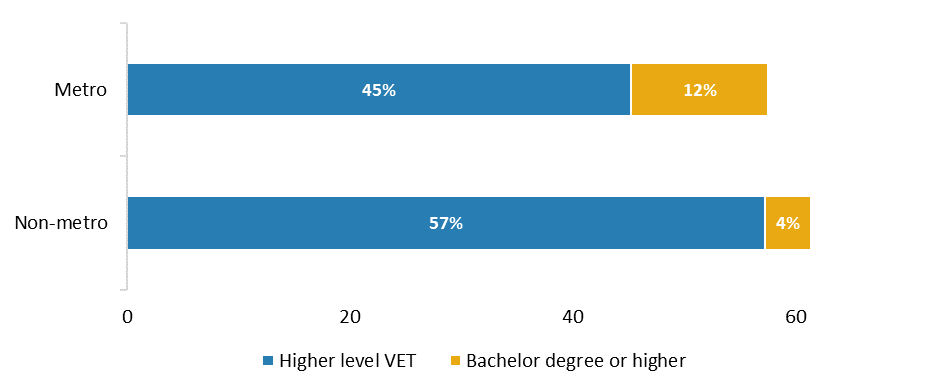 Metro
45%
12%
Non-metro
57%
4%
0 20 40 60
Higher level VET Bachelor degree or higher